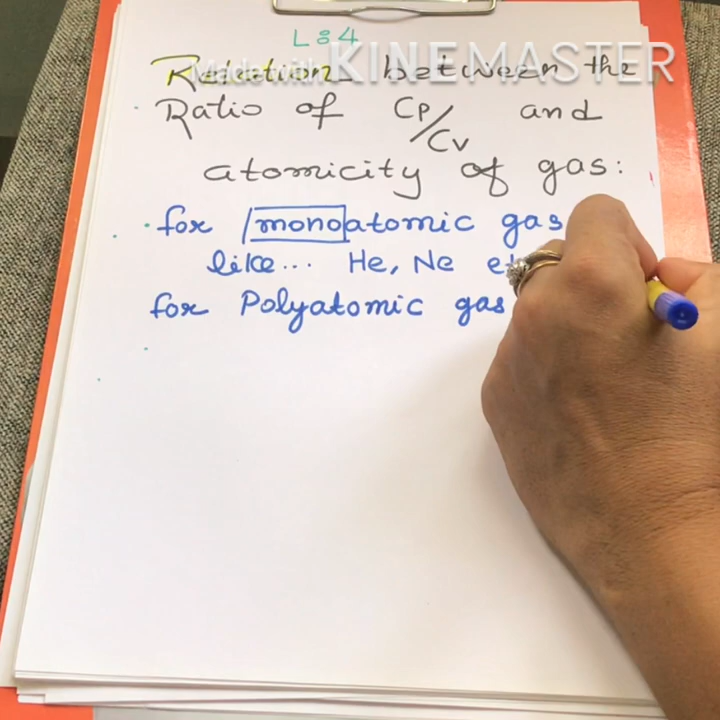 L:4
Relation between the
Made with KINEMASTER
Ratio of Cp/Cv and
atomicity of gas:
for monoatomic gas
like... He, Ne
for Polyatomic gas